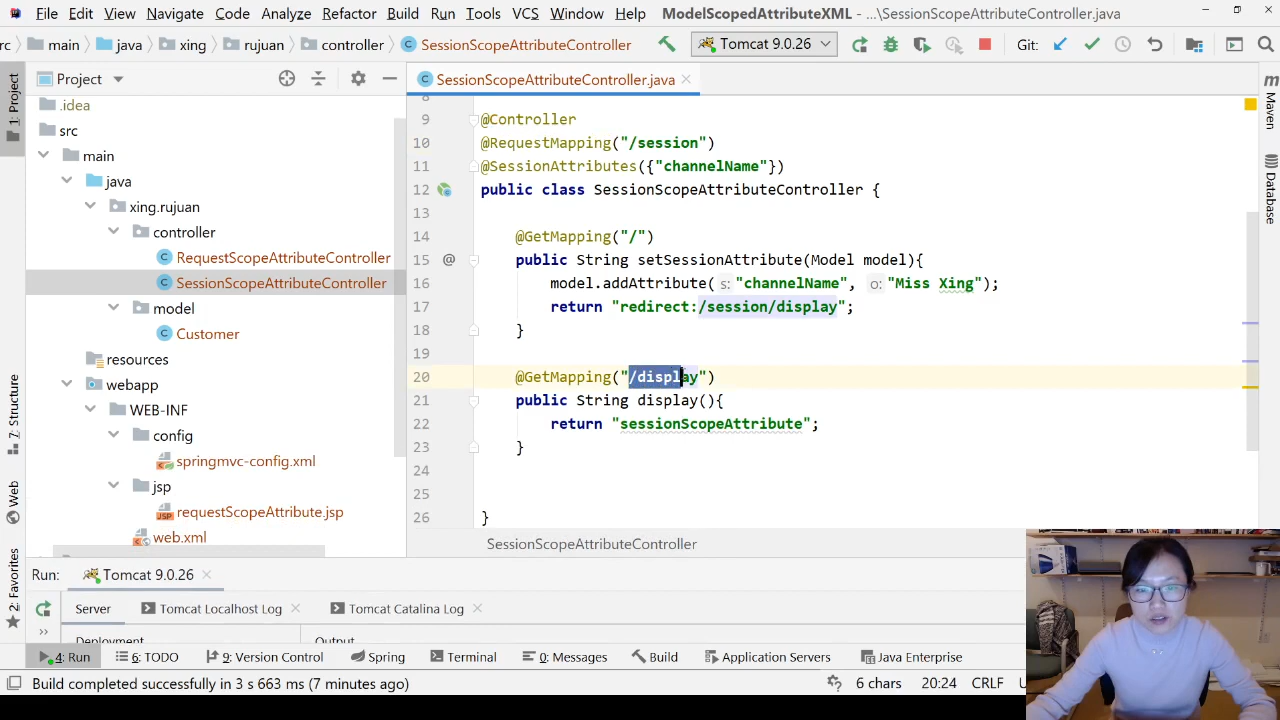 File Edit View Navigate Code Analyze Refactor Build Run Tools VCS Window Help ModelScopedAttributeXML - ...\SessionScopeAttributeController.java
rc main java xing rujuan controller SessionScopeAttributeController Tomcat 9.0.26 Git:
Project
SessionScopeAttributeController.java
1: Project
7: Structure
Web
2: Favorites
.idea
src
main
java
xing.rujuan
controller
RequestScopeAttributeController
SessionScopeAttributeController
model
Customer
resources
webapp
WEB-INF
config
springmvc-config.xml
jsp
requestScopeAttribute.jsp
web.xml
8
9 @Controller
10 @RequestMapping("/session")
11 @SessionAttributes({"channelName"})
12 public class SessionScopeAttributeController {
13
14 @GetMapping("/")
15 @ public String setSessionAttribute(Model model){
16 model.addAttribute( s: "channelName", o: "Miss Xing");
17 return "redirect:/session/display";
18 }
19
20 @GetMapping("/display")
21 public String display(){
22 return "sessionScopeAttribute";
23 }
24
25
26 }
SessionScopeAttributeController
m
Maven
Database
Run: Tomcat 9.0.26
Server Tomcat Localhost Log Tomcat Catalina Log
Deployment Output
4: Run 6: TODO 9: Version Control Spring Terminal 0: Messages Build Application Servers Java Enterprise
Build completed successfully in 3 s 663 ms (7 minutes ago) 6 chars 20:24 CRLF